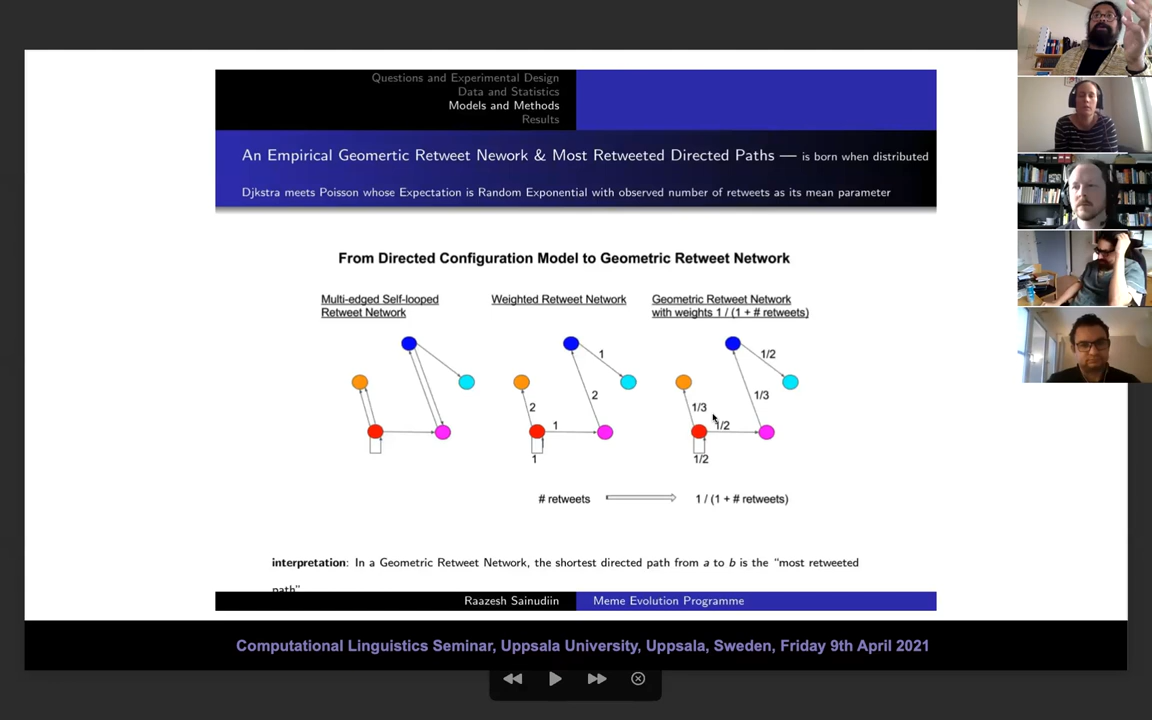 Questions and Experimental Design
Data and Statistics
Models and Methods
Results
An Empirical Geomertic Retweet Nework & Most Retweeted Directed Paths — is born when distributed
Djkstra meets Poisson whose Expectation is Random Exponential with observed number of retweets as its mean parameter
From Directed Configuration Model to Geometric Retweet Network
Multi-edged Self-looped
Retweet Network
Weighted Retweet Network
Geometric Retweet Network
with weights 1 / (1 + # retweets)
1
2
2
1
1
1/2
1/3
1/3
1/2
1/2
# retweets
1 / (1 + # retweets)
interpretation: In a Geometric Retweet Network, the shortest directed path from a to b is the “most retweeted
path”
Raazesh Sainudiin
Meme Evolution Programme
Computational Linguistics Seminar, Uppsala University, Uppsala, Sweden, Friday 9th April 2021